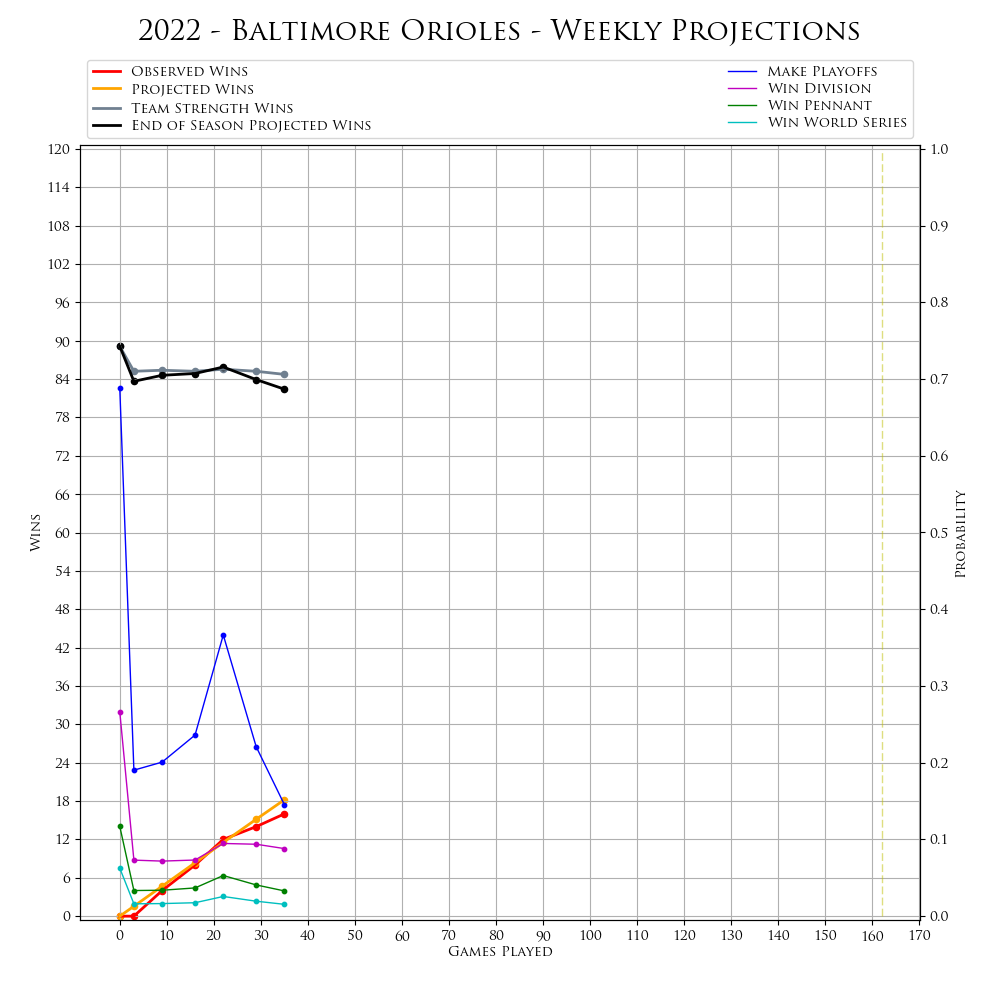 2022 - Baltimore Orioles - Weekly Projections
Observed Wins
Projected Wins
Team Strength Wins
End of Season Projected Wins
Make Playoffs
Win Division
Win Pennant
Win World Series
120
114
108
102
96
90
84
78
72
66
60
54
48
42
36
30
24
18
12
6
0
Wins
1.0
0.9
0.8
0.7
0.6
0.5
0.4
0.3
0.2
0.1
0.0
Probability
0 10 20 30 40 50 60 70 80 90 100 110 120 130 140 150 160 170
Games Played